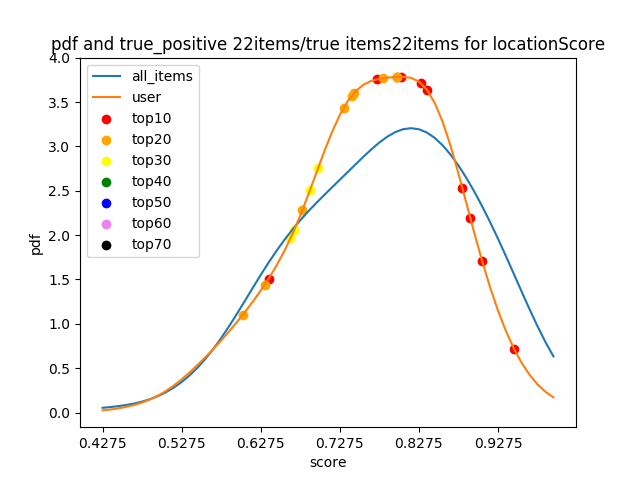 pdf and true_positive 22items/true items22items for locationScore
all_items
user
top10
top20
top30
top40
top50
top60
top70
4.0
3.5
3.0
2.5
2.0
1.5
1.0
0.5
0.0
pdf
0.4275 0.5275 0.6275 0.7275 0.8275 0.9275
score